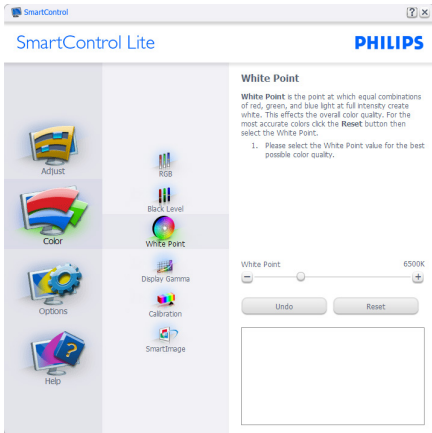 SmartControl
SmartControl Lite
PHILIPS
Adjust
Color
Options
Help
RGB
Black Level
White Point
Display Gamma
Calibration
SmartImage
White Point
White Point is the point at which equal combinations
of red, green, and blue light at full intensity create
white. This effects the overall color quality. For the
most accurate colors click the Reset button then
select the White Point.
1. Please select the White Point value for the best
possible color quality.
White Point 6500K
Undo Reset